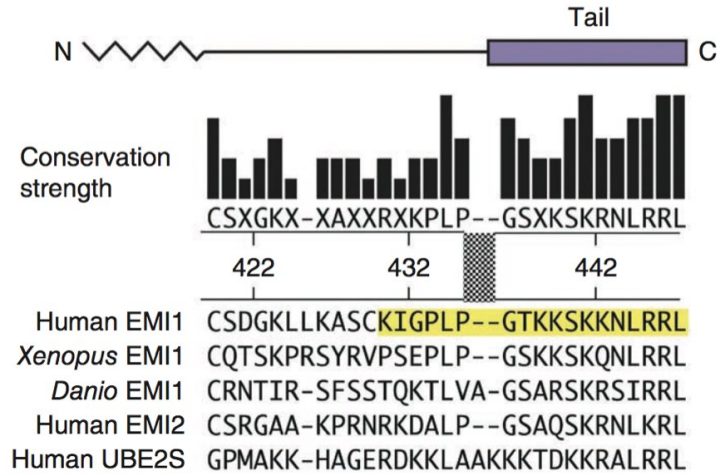 Tail
N C
Conservation
strength
CSXGKX-XAXXRXKPLP--GSXKSKRNLRRL
422 432 442
Human EMI1 CSDGKLLKASCKIGPLP--GTKKSKKNLRRL
Xenopus EMI1 CQTSKPRSYRVPSEPLP--GSKKSKQNLRRL
Danio EMI1 CRNTIR-SFSSTQKTLVA-GSARSKRSIRRL
Human EMI2 CSRGAA-KPRNRKDALP--GSAQSKRNLKRL
Human UBE2S GPMAKK-HAGERDKKLAAKKKTDKKRALRRL